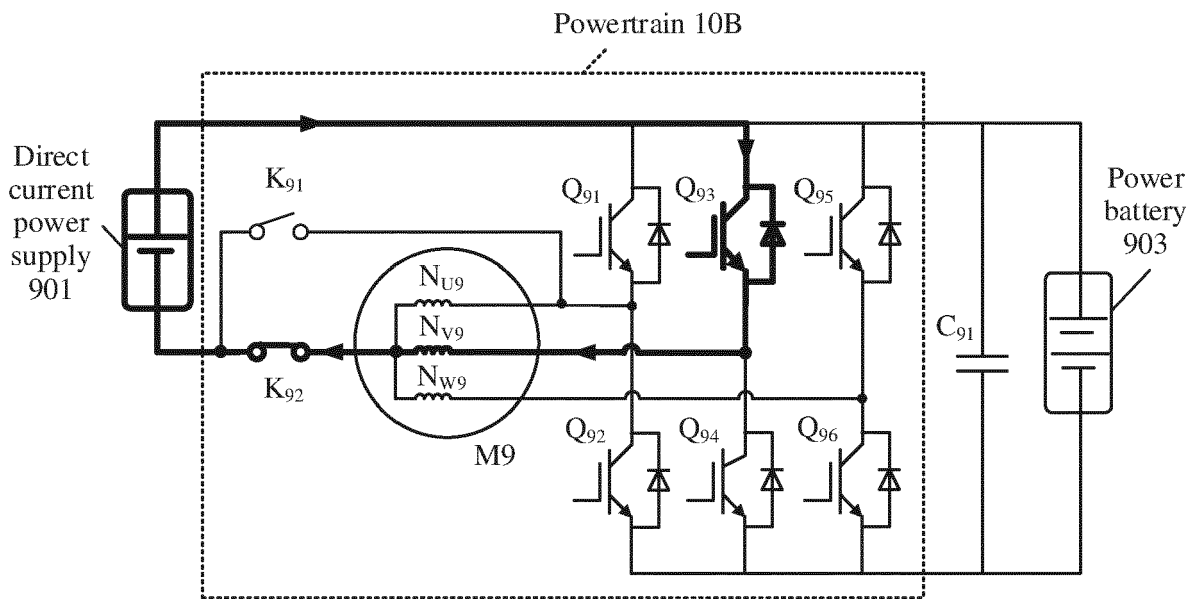 Powertrain 10B
Direct
current
power
supply
901
K91
Q91
Q93
Q95
Power
battery
903
NU9
NV9
NW9
C91
K92
M9
Q92
Q94
Q96